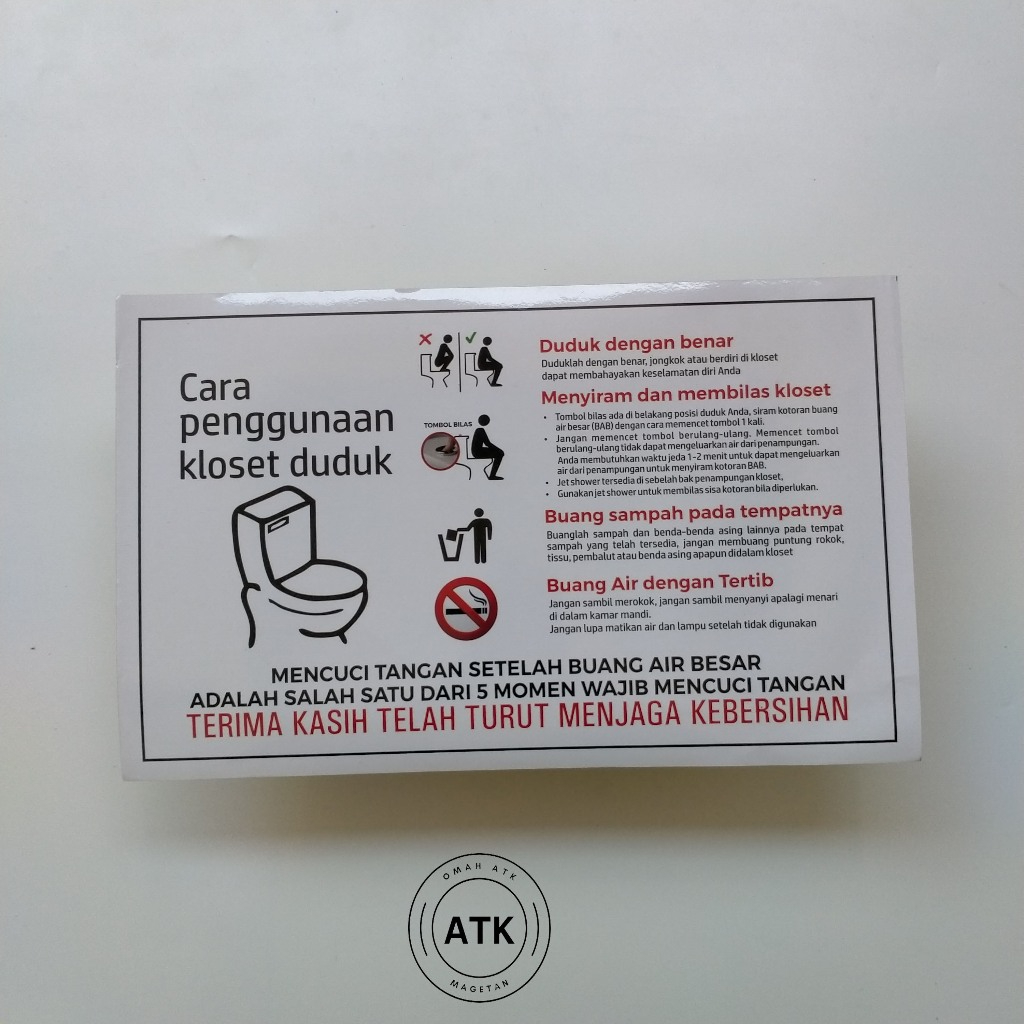 Cara
penggunaan
kloset duduk
TOMBOL BILAS
Duduk dengan benar
Duduklah dengan benar, jongkok atau berdiri di kloset
dapat membahayakan keselamatan diri Anda
Menyiram dan membilas kloset
• Tombol bilas ada di belakang posisi duduk Anda, siram kotoran buang
air besar (BAB) dengan cara memencet tombol 1 kali.
• Jangan memencet tombol berulang-ulang. Memencet tombol
berulang-ulang tidak dapat mengeluarkan air dari penampungan.
Anda membutuhkan waktu jeda 1-2 menit untuk dapat mengeluarkan
air dari penampungan untuk menyiram kotoran BAB.
• Jet shower tersedia di sebelah bak penampungan kloset,
• Gunakan jet shower untuk membilas sisa kotoran bila diperlukan.
Buang sampah pada tempatnya
Buanglah sampah dan benda-benda asing lainnya pada tempat
sampah yang telah tersedia, jangan membuang puntung rokok,
tissu, pembalut atau benda asing apapun didalam kloset
Buang Air dengan Tertib
Jangan sambil merokok, jangan sambil menyanyi apalagi menari
di dalam kamar mandi.
Jangan lupa matikan air dan lampu setelah tidak digunakan
MENCUCI TANGAN SETELAH BUANG AIR BESAR
ADALAH SALAH SATU DARI 5 MOMEN WAJIB MENCUCI TANGAN
TERIMA KASIH TELAH TURUT MENJAGA KEBERSIHAN
OMAH ATK
ATK
MAGETAN